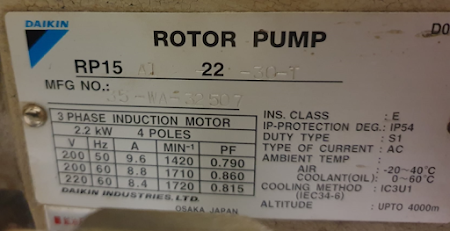 DAIKIN
ROTOR PUMP
RP15 A1 22 -30-T
MFG NO.:
3 PHASE INDUCTION MOTOR
2.2 kW 4 POLES
V Hz A MIN⁻¹ PF
200 50 9.6 1420 0.790
200 60 8.8 1710 0.860
220 60 8.4 1720 0.815
DAIKIN INDUSTRIES, LTD.
OSAKA JAPAN
INS. CLASS : E
IP-PROTECTION DEG.: IP54
DUTY TYPE : S1
TYPE OF CURRENT : AC
AMBIENT TEMP :
AIR -20~40℃
COOLANT(OIL) 0~60℃
COOLING METHOD : IC3U1
(IEC34-6)
ALTITUDE : UPTO 4000m